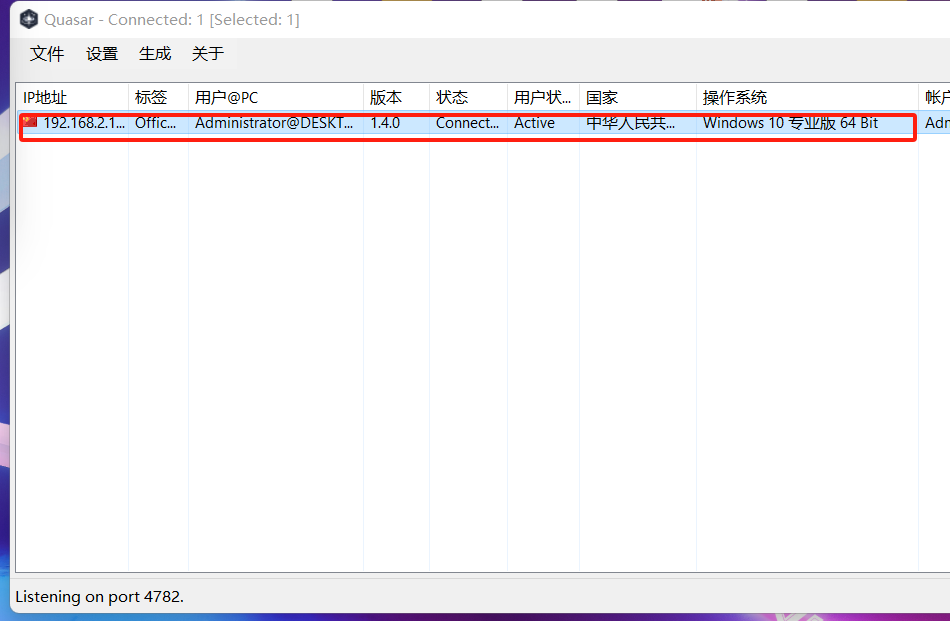 Quasar - Connected: 1 [Selected: 1]
文件 设置 生成 关于
IP地址 标签 用户@PC 版本 状态 用户状... 国家 操作系统 帐户
192.168.2.1... Offic... Administrator@DESKT... 1.4.0 Connect... Active 中华人民共... Windows 10 专业版 64 Bit Adm
Listening on port 4782.